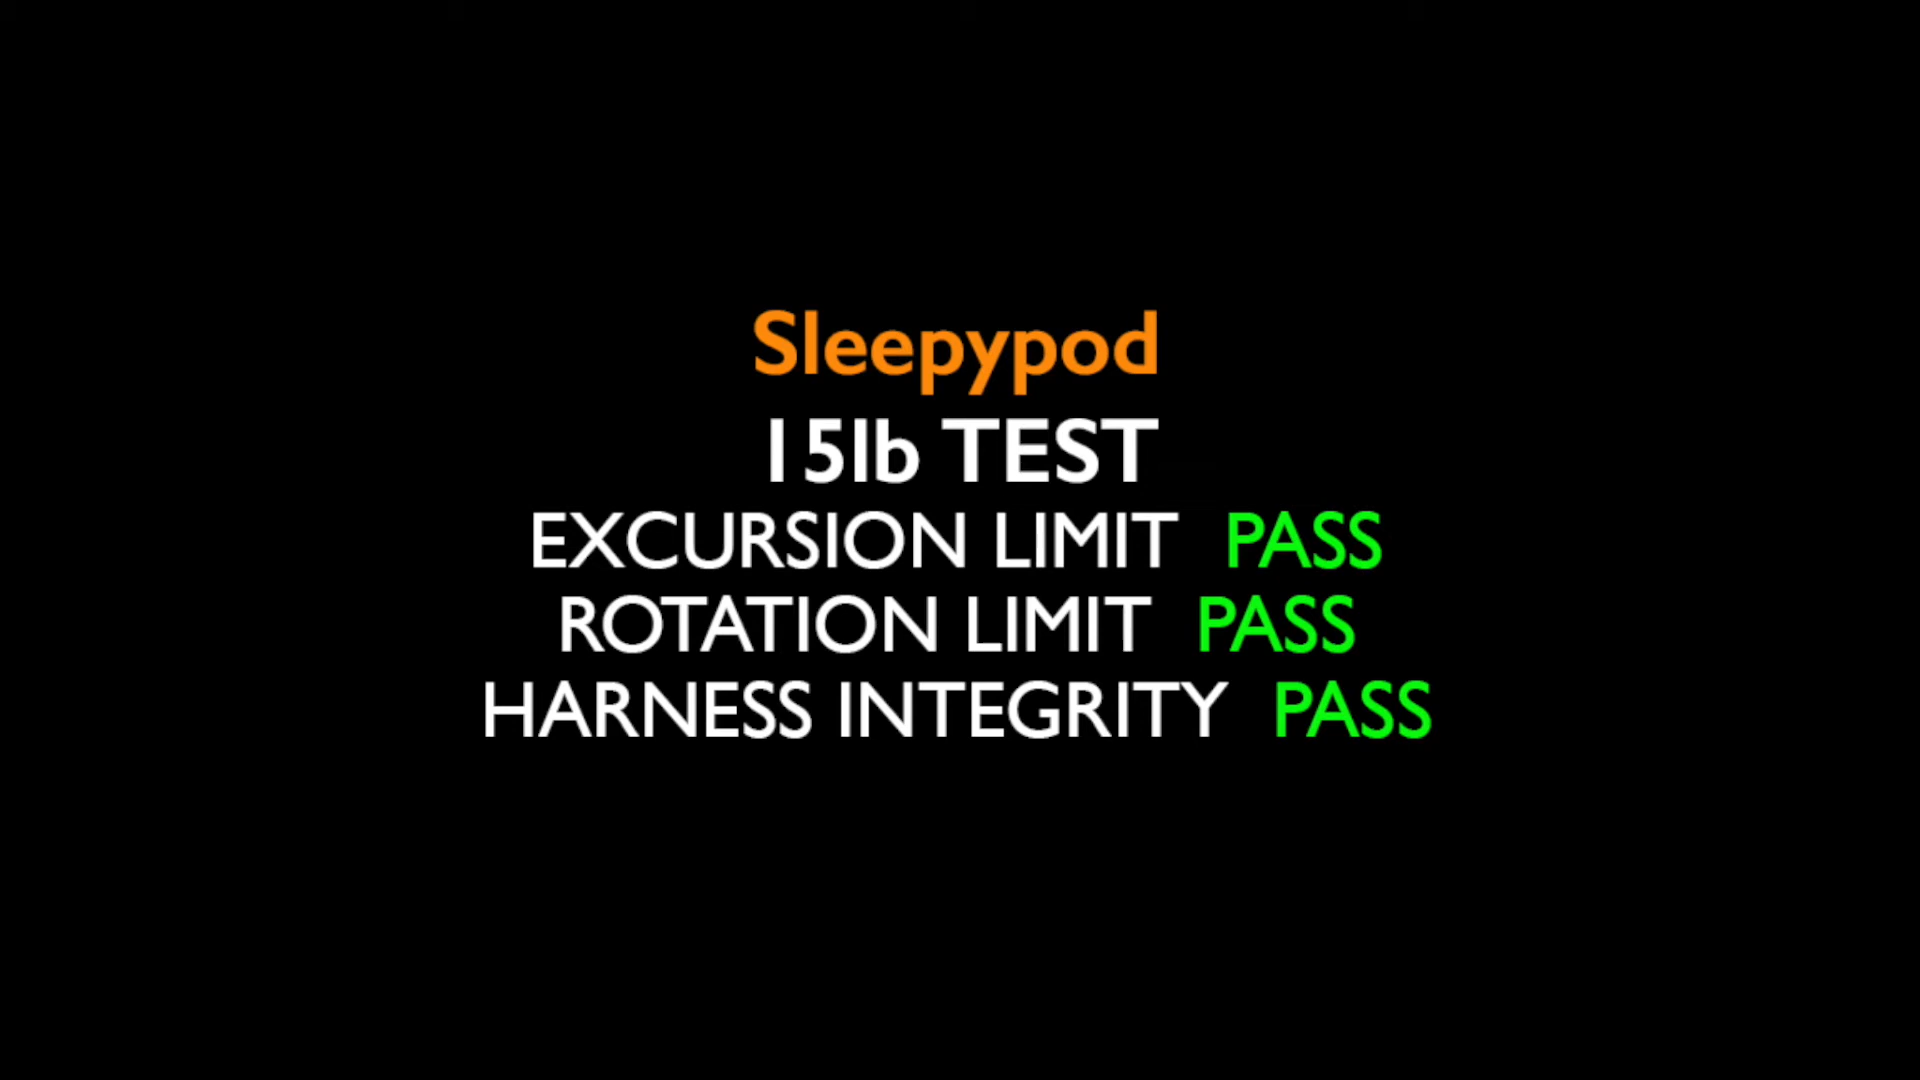 Sleepypod
15lb TEST
EXCURSION LIMIT PASS
ROTATION LIMIT PASS
HARNESS INTEGRITY PASS